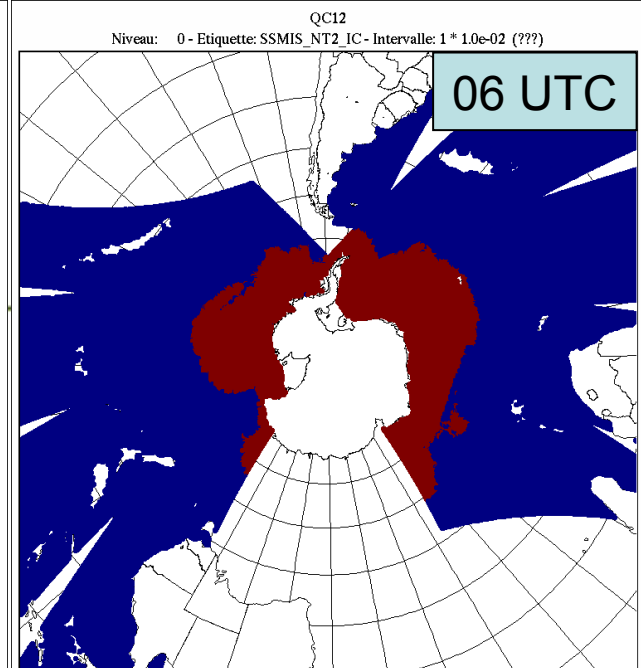 QC12
Niveau: 0 - Etiquette: SSMIS_NT2_IC - Intervalle: 1 * 1.0e-02 (???)
06 UTC